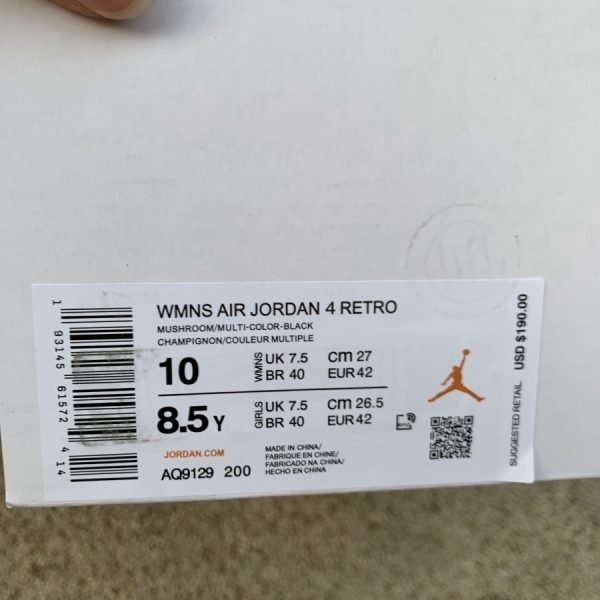 WMNS AIR JORDAN 4 RETRO
MUSHROOM/MULTI-COLOR-BLACK
CHAMPIGNON/COULEUR MULTIPLE
10 WMNS UK 7.5 Cm 27
BR 40 EUR 42
8.5 Y GIRLS UK 7.5 Cm 26.5
BR 40 EUR 42
JORDAN.COM
AQ9129 200
MADE IN CHINA/
FABRIQUE EN CHINE/
FABRICADO NA CHINA/
HECHO EN CHINA
1 93145 61572 4 14
SUGGESTED RETAIL USD $190.00